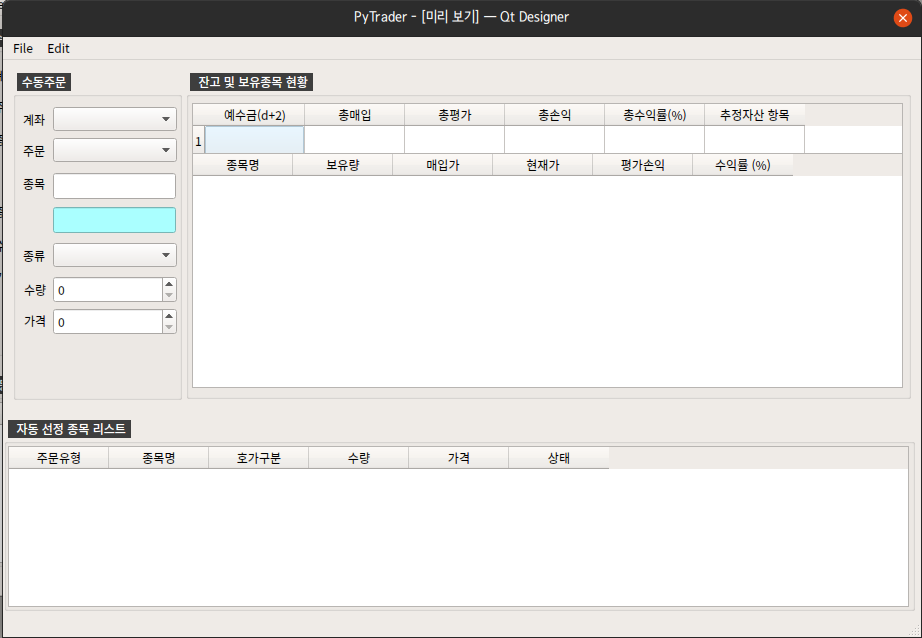 PyTrader - [미리 보기] — Qt Designer
File Edit
수동주문
계좌
주문
종목
종류
수량 0
가격 0
잔고 및 보유종목 현황
예수금(d+2) 총매입 총평가 총손익 총수익률(%) 추정자산 항목
1
종목명 보유량 매입가 현재가 평가손익 수익률 (%)
자동 선정 종목 리스트
주문유형 종목명 호가구분 수량 가격 상태